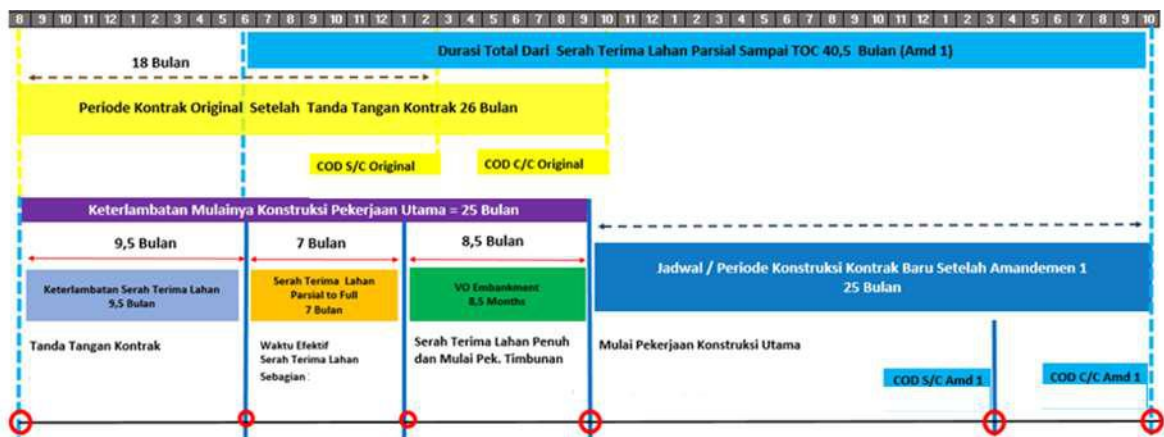 8 9 10 11 12 1 2 3 4 5 6 7 8 9 10 11 12 1 2 3 4 5 6 7 8 9 10 11 12 1 2 3 4 5 6 7 8 9 10 11 12 1 2 3 4 5 6 7 8 9 10
Durasi Total Dari Serah Terima Lahan Parsial Sampai TOC 40,5 Bulan (Amd 1)
18 Bulan
Periode Kontrak Original Setelah Tanda Tangan Kontrak 26 Bulan
COD S/C Original
COD C/C Original
Keterlambatan Mulainya Konstruksi Pekerjaan Utama = 25 Bulan
9,5 Bulan
7 Bulan
8,5 Bulan
Keterlambatan Serah Terima Lahan
9,5 Bulan
Serah Terima Lahan
Parsial to Full
7 Bulan
VO Embankment
8,5 Months
Jadwal / Periode Konstruksi Kontrak Baru Setelah Amandemen 1
25 Bulan
Tanda Tangan Kontrak
Waktu Efektif
Serah Terima Lahan
Sebagian :
Serah Terima Lahan Penuh
dan Mulai Pek. Timbunan
Mulai Pekerjaan Konstruksi Utama
COD S/C Amd 1
COD C/C Amd 1